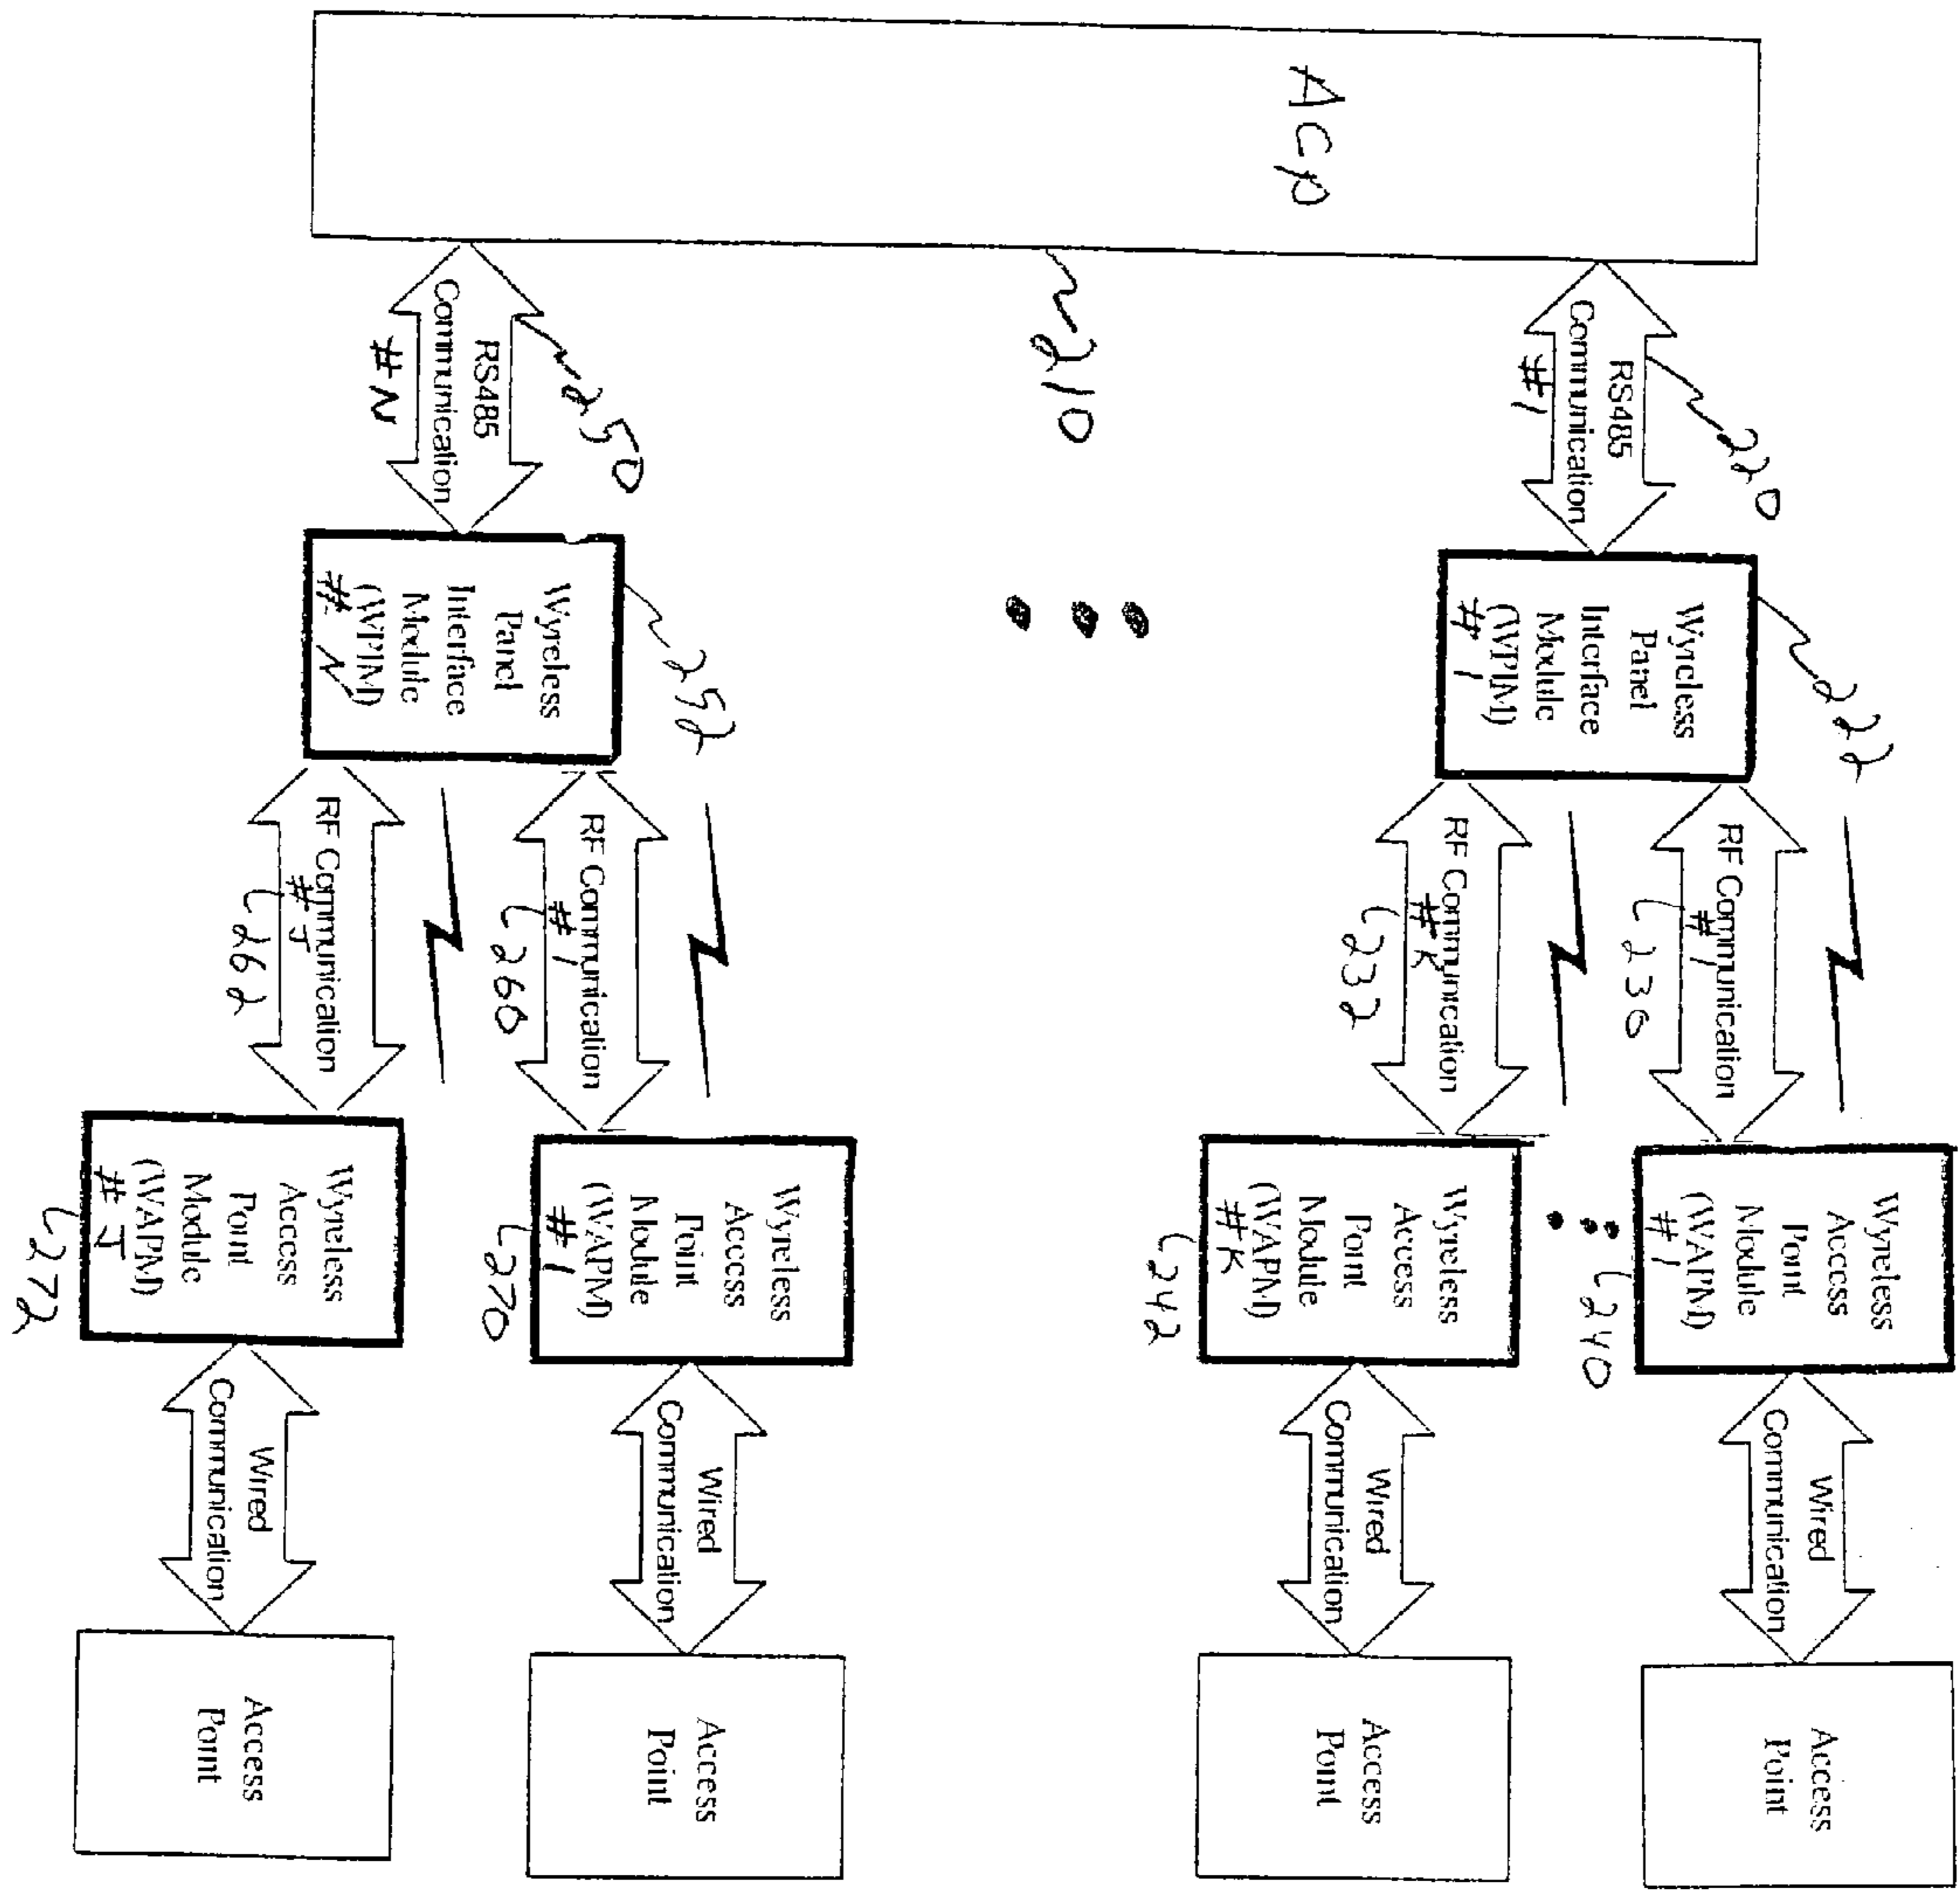 ACP
210
220
RS485
Communication
#1
222
Wyreless
Panel
Interface
Module
(WPIM)
#1
RF Communication
#1
230
Wyreless
Access
Point
Module
(WAPM)
#1
240
Wired
Communication
Access
Point
RF Communication
#K
232
Wyreless
Access
Point
Module
(WAPM)
#K
242
Wired
Communication
Access
Point
250
RS485
Communication
#N
252
Wyreless
Panel
Interface
Module
(WPIM)
#N
RF Communication
#1
260
Wyreless
Access
Point
Module
(WAPM)
#1
270
Wired
Communication
Access
Point
RF Communication
#J
262
Wyreless
Access
Point
Module
(WAPM)
#J
272
Wired
Communication
Access
Point